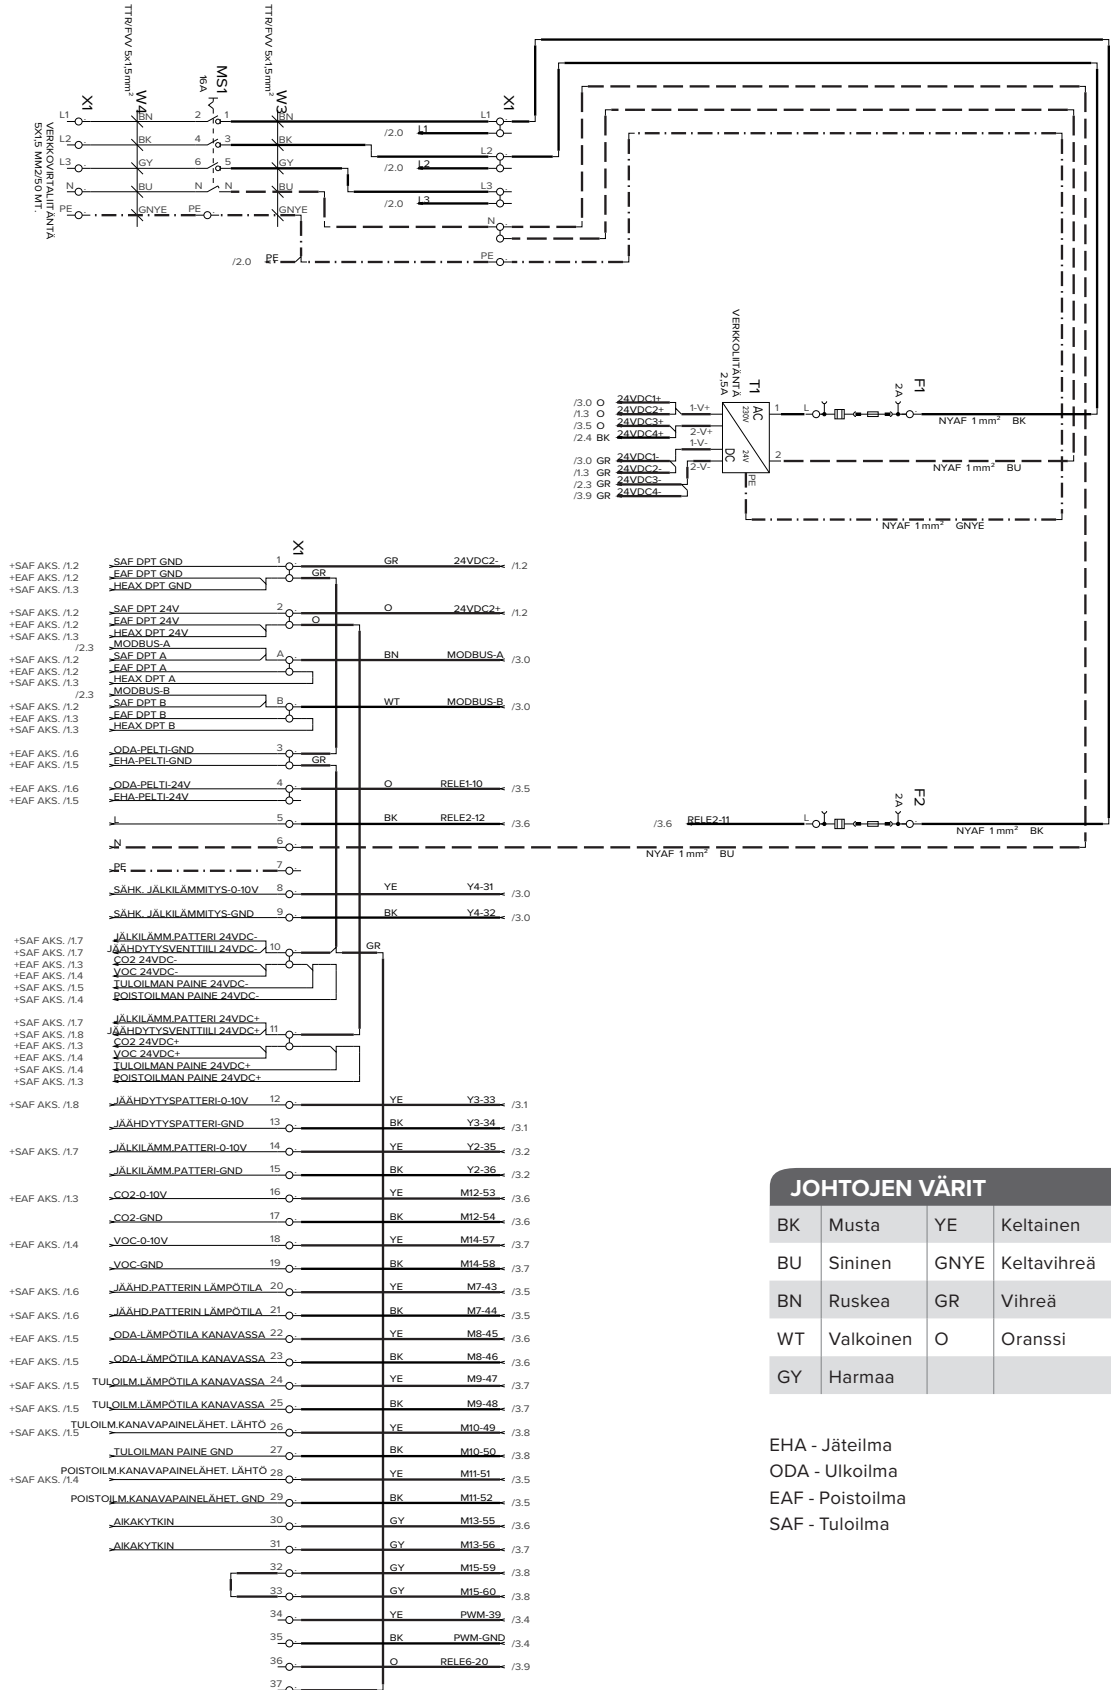 TTR/FVV 5x1,5mm²
TTR/FVV 5x1,5mm²
X1
W4
MS1
16A
W3
X1
VERKKOVIRTALIITÄNTÄ
5X1,5 MM2/50 MT.
L1 BN 2 1 BN L1
/2.0 L1
L2 BK 4 3 BK L2
/2.0 L2
L3 GY 6 5 GY L3
/2.0 L3
N BU N N BU N
PE GNYE PE GNYE
/2.0 PE PE
VERKKOLIITÄNTÄ
2,5A
T1
F1
2A
/3.0 O 24VDC1+
/1.3 O 24VDC2+ 1-V+ AC 230V 1 L NYAF 1 mm² BK
/3.5 O 24VDC3+
/2.4 BK 24VDC4+ 2-V+
1-V- DC 24V 2
/3.0 GR 24VDC1-
/1.3 GR 24VDC2- 2-V- NYAF 1 mm² BU
/2.3 GR 24VDC3- PE
/3.9 GR 24VDC4-
NYAF 1 mm² GNYE
X1
+SAF AKS. /1.2 SAF DPT GND 1 GR 24VDC2- /1.2
+EAF AKS. /1.2 EAF DPT GND GR
+SAF AKS. /1.3 HEAX DPT GND
+SAF AKS. /1.2 SAF DPT 24V 2 O 24VDC2+ /1.2
+EAF AKS. /1.2 EAF DPT 24V O
+SAF AKS. /1.3 HEAX DPT 24V
/2.3 MODBUS-A
+SAF AKS. /1.2 SAF DPT A A BN MODBUS-A /3.0
+EAF AKS. /1.2 EAF DPT A
+SAF AKS. /1.3 HEAX DPT A
/2.3 MODBUS-B
+SAF AKS. /1.2 SAF DPT B B WT MODBUS-B /3.0
+EAF AKS. /1.3 EAF DPT B
+SAF AKS. /1.3 HEAX DPT B
+EAF AKS. /1.6 ODA-PELTI-GND 3
+EAF AKS. /1.5 EHA-PELTI-GND GR
+EAF AKS. /1.6 ODA-PELTI-24V 4 O RELE1-10 /3.5
+EAF AKS. /1.5 EHA-PELTI-24V
F2
2A
L 5 BK RELE2-12 /3.6
/3.6 RELE2-11 L NYAF 1 mm² BK
N 6 NYAF 1 mm² BU
PE 7
SÄHK. JÄLKILÄMMITYS-0-10V 8 YE Y4-31 /3.0
SÄHK. JÄLKILÄMMITYS-GND 9 BK Y4-32 /3.0
+SAF AKS. /1.7 JÄLKILÄMM.PATTERI 24VDC-
+SAF AKS. /1.7 JÄÄHDYTYSVENTTIILI 24VDC- 10 GR
+EAF AKS. /1.3 CO2 24VDC-
+EAF AKS. /1.4 VOC 24VDC-
+SAF AKS. /1.5 TULOILMAN PAINE 24VDC-
+SAF AKS. /1.4 POISTOILMAN PAINE 24VDC-
+SAF AKS. /1.7 JÄLKILÄMM.PATTERI 24VDC+
+SAF AKS. /1.8 JÄÄHDYTYSVENTTIILI 24VDC+ 11
+EAF AKS. /1.3 CO2 24VDC+
+EAF AKS. /1.4 VOC 24VDC+
+SAF AKS. /1.4 TULOILMAN PAINE 24VDC+
+SAF AKS. /1.3 POISTOILMAN PAINE 24VDC+
+SAF AKS. /1.8 JÄÄHDYTYSPATTERI-0-10V 12 YE Y3-33 /3.1
JÄÄHDYTYSPATTERI-GND 13 BK Y3-34 /3.1
+SAF AKS. /1.7 JÄLKILÄMM.PATTERI-0-10V 14 YE Y2-35 /3.2
JÄLKILÄMM.PATTERI-GND 15 BK Y2-36 /3.2
+EAF AKS. /1.3 CO2-0-10V 16 YE M12-53 /3.6
CO2-GND 17 BK M12-54 /3.6
+EAF AKS. /1.4 VOC-0-10V 18 YE M14-57 /3.7
VOC-GND 19 BK M14-58 /3.7
+SAF AKS. /1.6 JÄÄHD.PATTERIN LÄMPÖTILA 20 YE M7-43 /3.5
+SAF AKS. /1.6 JÄÄHD.PATTERIN LÄMPÖTILA 21 BK M7-44 /3.5
+EAF AKS. /1.5 ODA-LÄMPÖTILA KANAVASSA 22 YE M8-45 /3.6
+EAF AKS. /1.5 ODA-LÄMPÖTILA KANAVASSA 23 BK M8-46 /3.6
+SAF AKS. /1.5 TULOILM.LÄMPÖTILA KANAVASSA 24 YE M9-47 /3.7
+SAF AKS. /1.5 TULOILM.LÄMPÖTILA KANAVASSA 25 BK M9-48 /3.7
+SAF AKS. /1.5 TULOILM.KANAVAPAINELÄHET. LÄHTÖ 26 YE M10-49 /3.8
TULOILMAN PAINE GND 27 BK M10-50 /3.8
+SAF AKS. /1.4 POISTOILM.KANAVAPAINELÄHET. LÄHTÖ 28 YE M11-51 /3.5
POISTOILM.KANAVAPAINELÄHET. GND 29 BK M11-52 /3.5
AIKAKYTKIN 30 GY M13-55 /3.6
AIKAKYTKIN 31 GY M13-56 /3.7
32 GY M15-59 /3.8
33 GY M15-60 /3.8
34 YE PWM-39 /3.4
35 BK PWM-GND /3.4
36 O RELE6-20 /3.9
37
JOHTOJEN VÄRIT
BK Musta YE Keltainen
BU Sininen GNYE Keltavihreä
BN Ruskea GR Vihreä
WT Valkoinen O Oranssi
GY Harmaa
EHA - Jäteilma
ODA - Ulkoilma
EAF - Poistoilma
SAF - Tuloilma